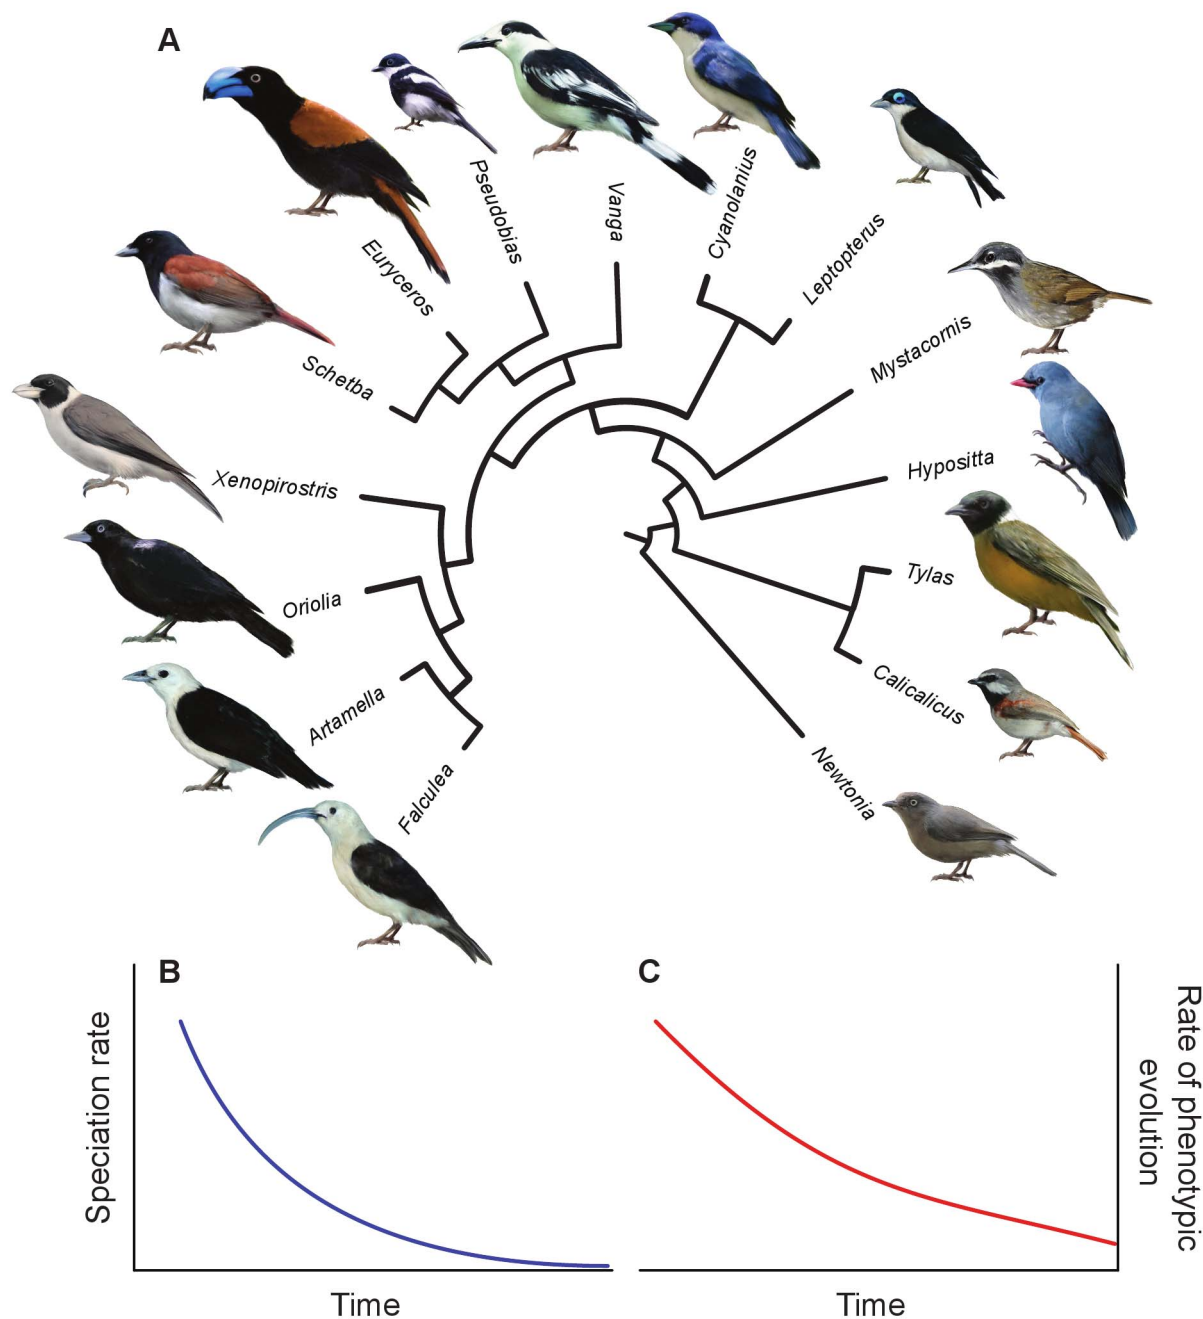 A
Pseudobias
Vanga
Cyanolanius
Leptopterus
Euryceros
Mystacornis
Schetba
Hypositta
Xenopirostris
Tylas
Oriolia
Calicalicus
Artamella
Newtonia
Falculea
B
C
Speciation rate
Time
Rate of phenotypic
evolution
Time